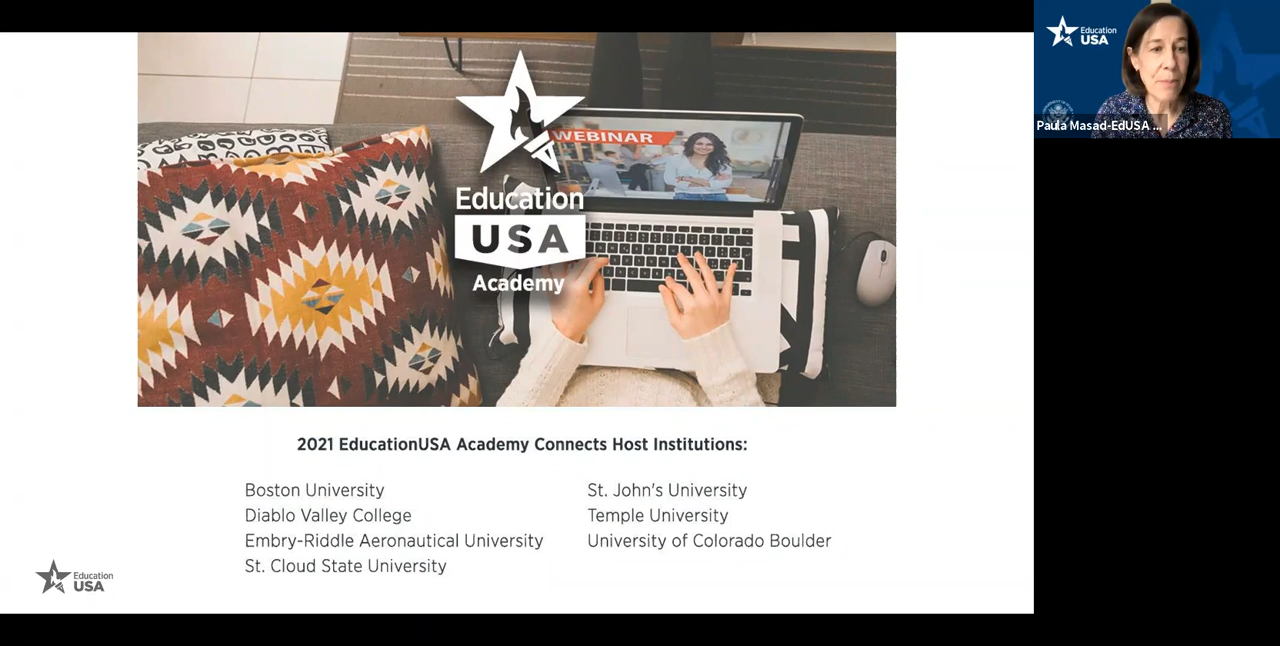 Education
USA
Paula Masad-EdUSA ...
WEBINAR
Education
USA
Academy
2021 EducationUSA Academy Connects Host Institutions:
Boston University
Diablo Valley College
Embry-Riddle Aeronautical University
St. Cloud State University
St. John's University
Temple University
University of Colorado Boulder
Education
USA